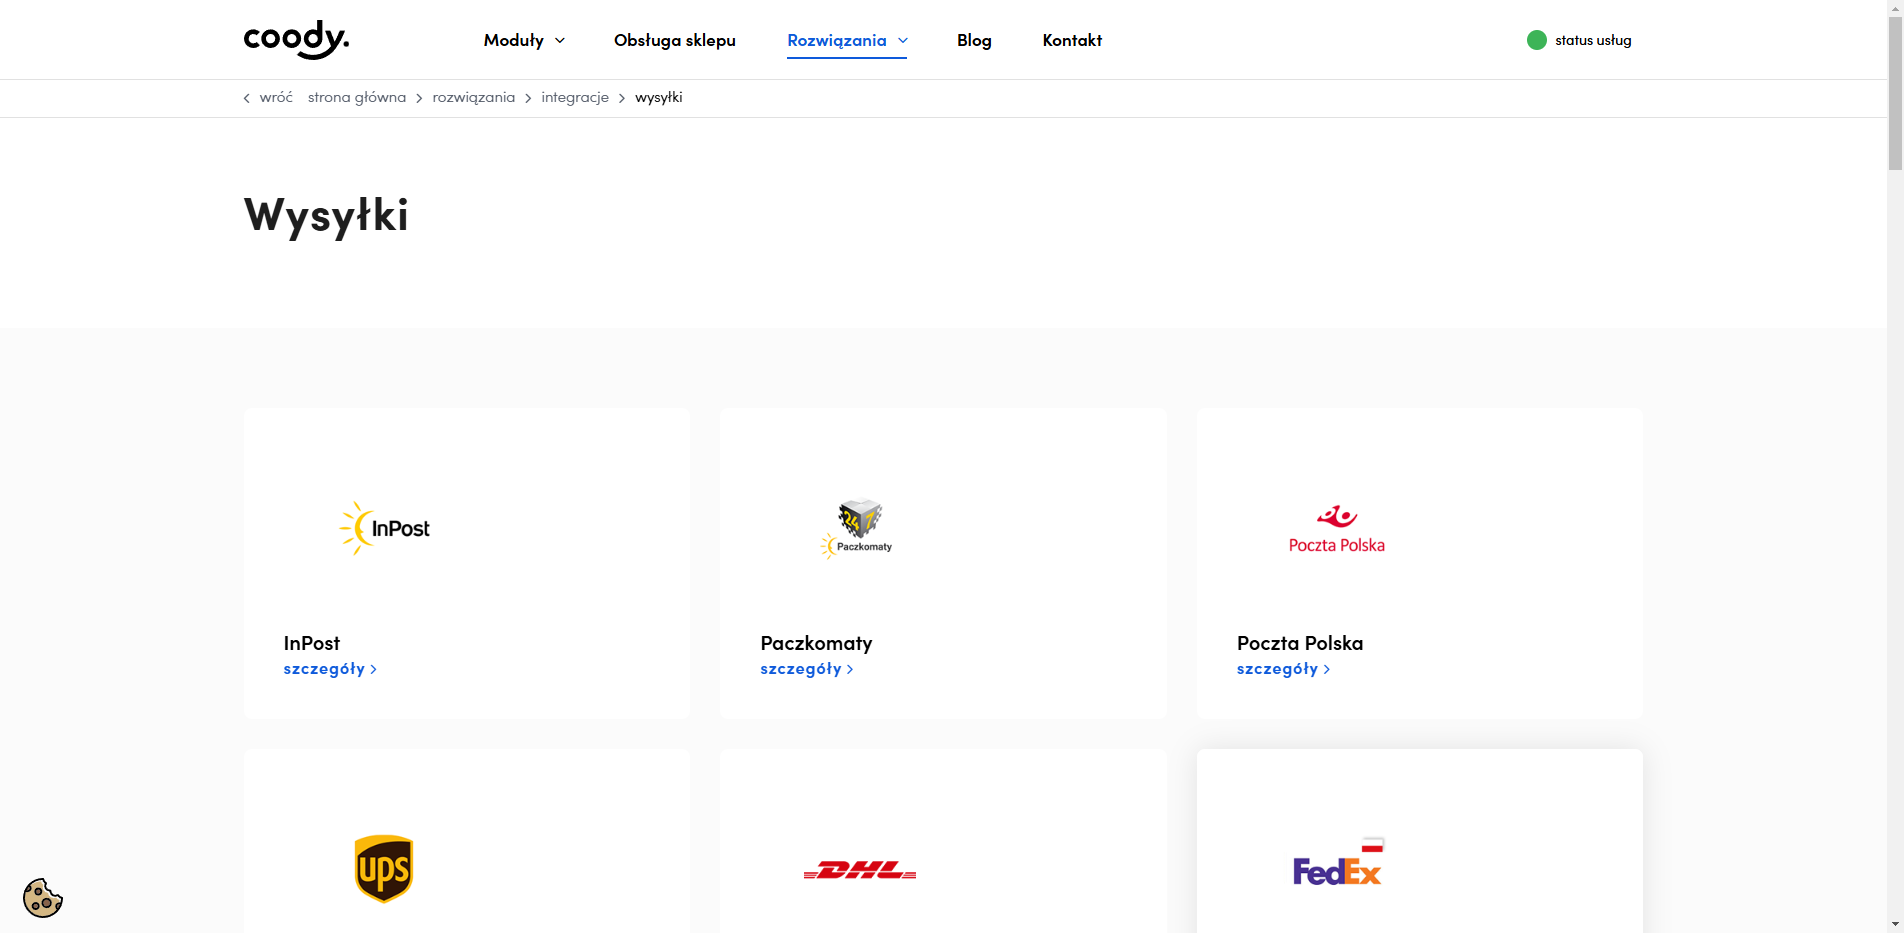 coody.
Moduły
Obsługa sklepu
Rozwiązania
Blog
Kontakt
status usług
wróć strona główna rozwiązania integracje wysyłki
Wysyłki
InPost
24 7
Paczkomaty
Poczta Polska
InPost
szczegóły
Paczkomaty
szczegóły
Poczta Polska
szczegóły
ups
DHL
FedEx